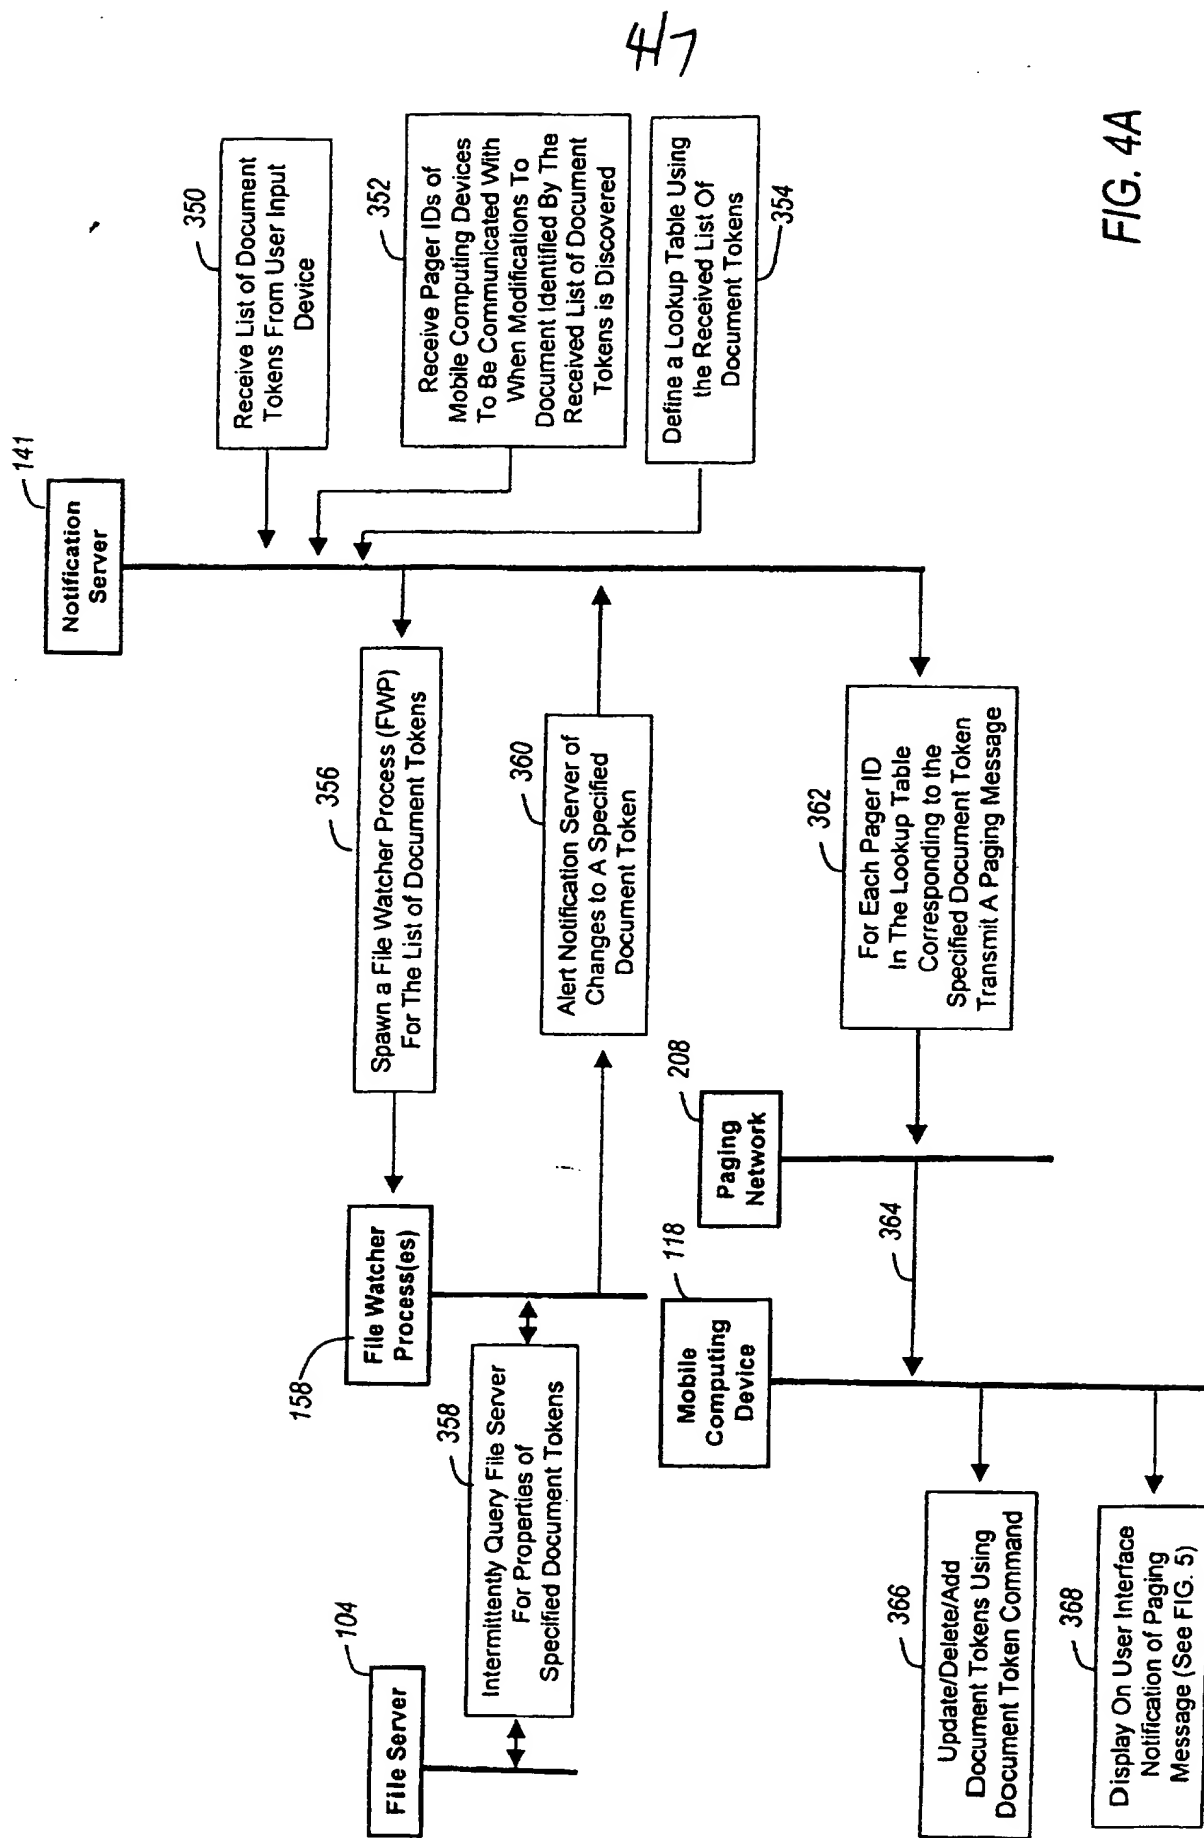 4/7
141
Notification
Server
350
Receive List of Document
Tokens From User Input
Device
352
Receive Pager IDs of
Mobile Computing Devices
To Be Communicated With
When Modifications To
Document Identified By The
Received List of Document
Tokens is Discovered
354
Define a Lookup Table Using
the Received List Of
Document Tokens
356
Spawn a File Watcher Process (FWP)
For The List of Document Tokens
158
File Watcher
Process(es)
104
File Server
358
Intermittently Query File Server
For Properties of
Specified Document Tokens
360
Alert Notification Server of
Changes to A Specified
Document Token
362
For Each Pager ID
In The Lookup Table
Corresponding to the
Specified Document Token
Transmit A Paging Message
208
Paging
Network
118
Mobile
Computing
Device
364
366
Update/Delete/Add
Document Tokens Using
Document Token Command
368
Display On User Interface
Notification of Paging
Message (See FIG. 5)
FIG. 4A